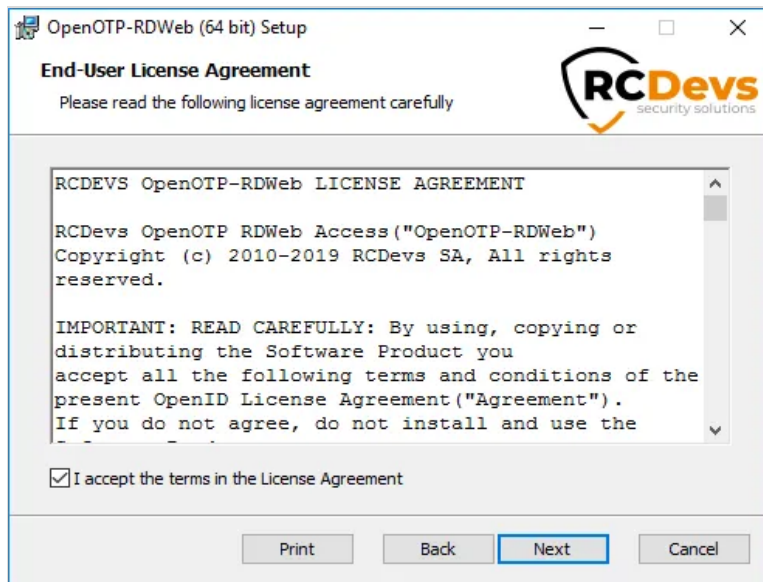 OpenOTP-RDWeb (64 bit) Setup
End-User License Agreement
Please read the following license agreement carefully
RCDevs
security solutions
RCDEVS OpenOTP-RDWeb LICENSE AGREEMENT
RCDevs OpenOTP RDWeb Access("OpenOTP-RDWeb")
Copyright (c) 2010-2019 RCDevs SA, All rights
reserved.
IMPORTANT: READ CAREFULLY: By using, copying or
distributing the Software Product you
accept all the following terms and conditions of the
present OpenID License Agreement("Agreement").
If you do not agree, do not install and use the
I accept the terms in the License Agreement
Print
Back
Next
Cancel